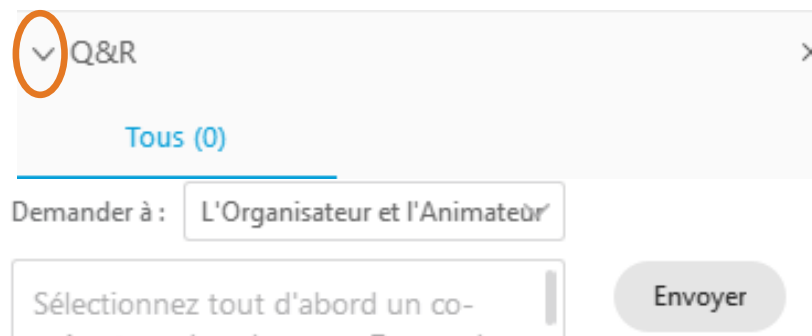 Q&R
Tous (0)
Demander à :
L'Organisateur et l'Animateur
Sélectionnez tout d'abord un co-
Envoyer